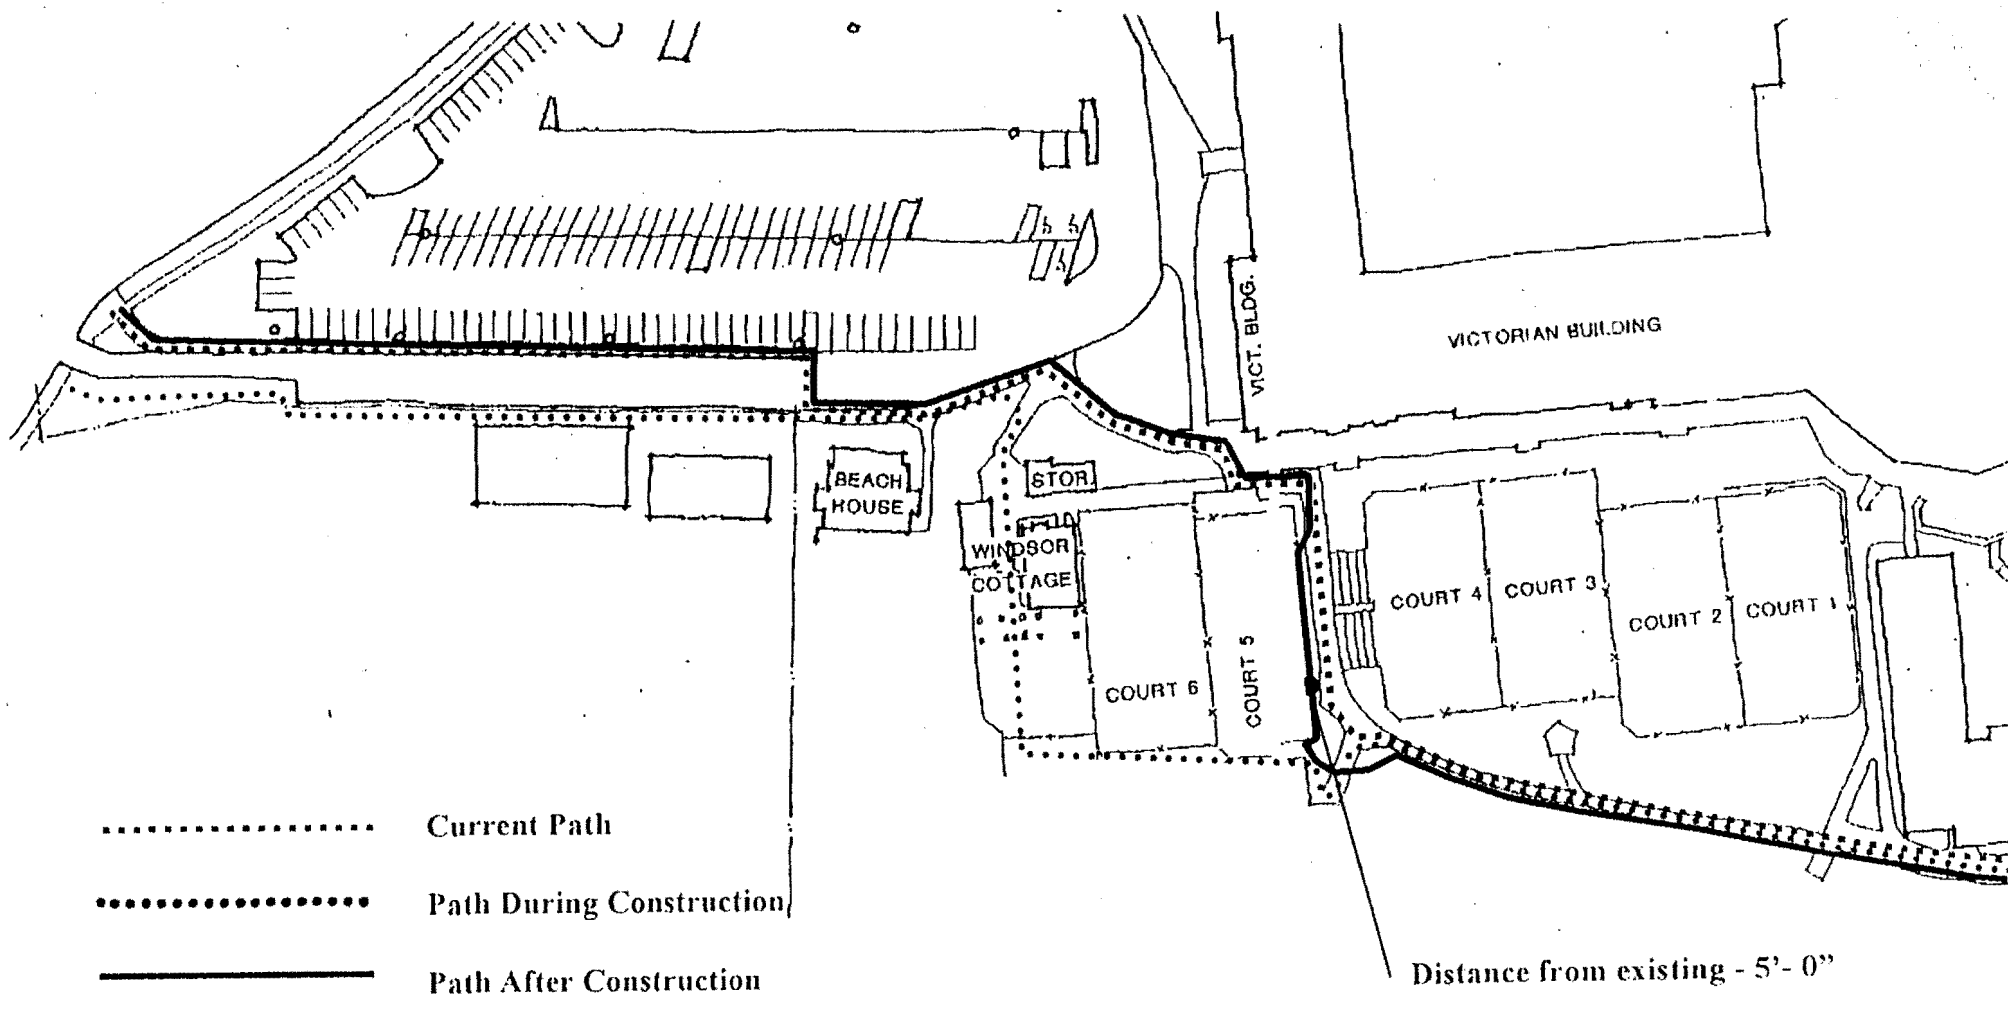 VICT. BLDG.
VICTORIAN BUILDING
BEACH
HOUSE
STOR.
WINDSOR
COTTAGE
COURT 6
COURT 5
COURT 4
COURT 3
COURT 2
COURT 1
Current Path
Path During Construction
Path After Construction
Distance from existing - 5'- 0”